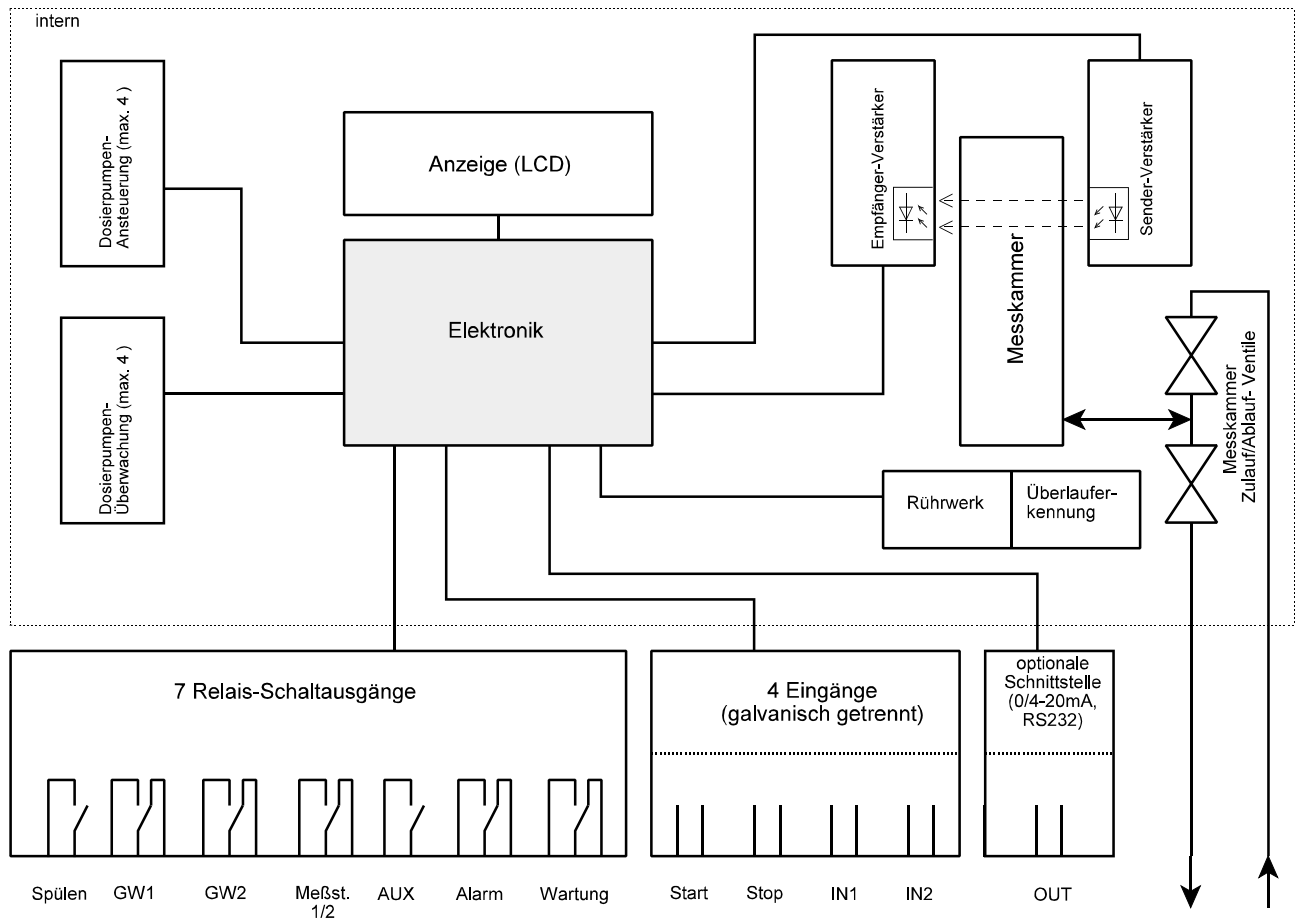 intern
Dosierpumpen-
Ansteuerung (max. 4 )
Anzeige (LCD)
Empfänger-Verstärker
Sender-Verstärker
Messkammer
Elektronik
Dosierpumpen-
Überwachung (max. 4 )
Messkammer
Zulauf/Ablauf- Ventile
Rührwerk
Überlaufer-
kennung
7 Relais-Schaltausgänge
4 Eingänge
(galvanisch getrennt)
optionale
Schnittstelle
(0/4-20mA,
RS232)
Spülen
GW1
GW2
Meßst.
1/2
AUX
Alarm
Wartung
Start
Stop
IN1
IN2
OUT